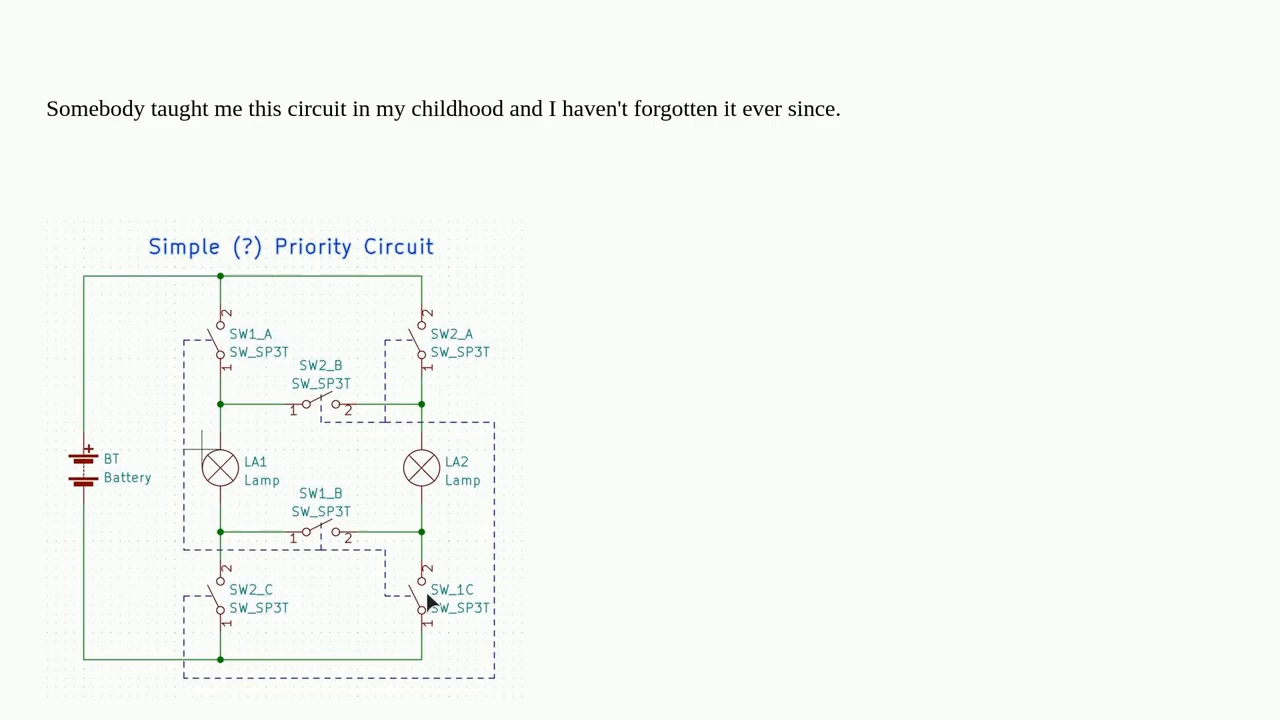 Somebody taught me this circuit in my childhood and I haven't forgotten it ever since.
Simple (?) Priority Circuit
2
2
SW1_A
SW_SP3T
SW2_A
SW_SP3T
1
SW2_B
SW_SP3T
1
1
2
+
BT
Battery
LA1
Lamp
LA2
Lamp
SW1_B
SW_SP3T
1
2
2
2
SW2_C
SW_SP3T
SW_1C
SW_SP3T
1
1